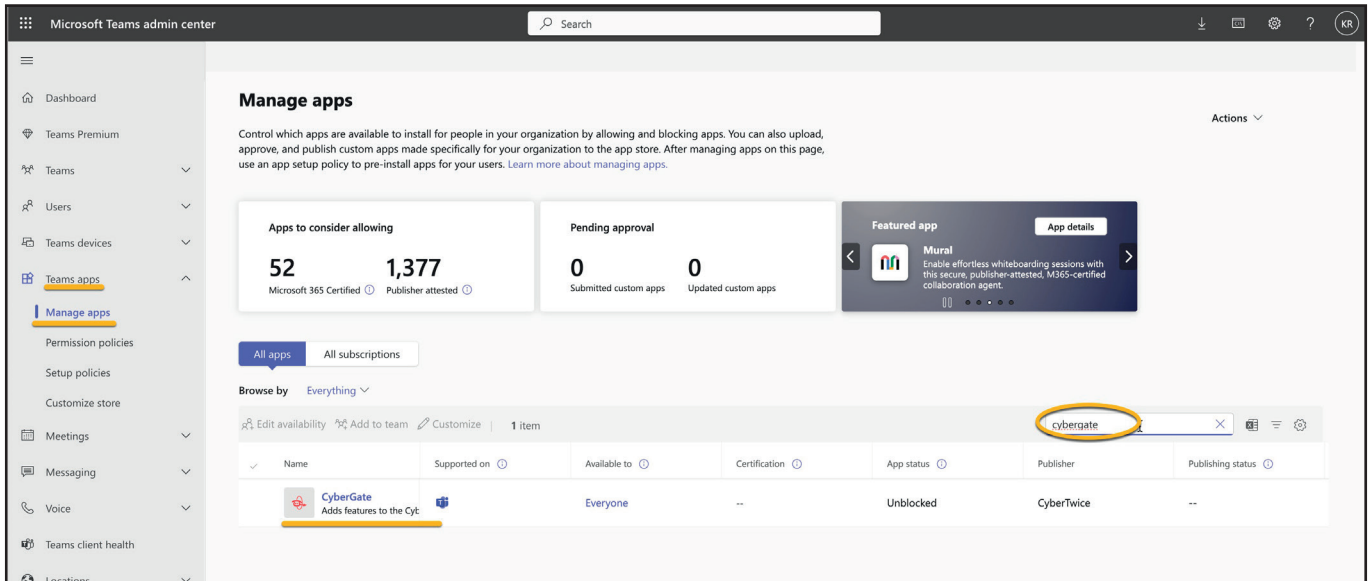 Microsoft Teams admin center
Search
KR
Dashboard
Teams Premium
Teams
Users
Teams devices
Teams apps
Manage apps
Permission policies
Setup policies
Customize store
Meetings
Messaging
Voice
Teams client health
Locations
Manage apps
Actions
Control which apps are available to install for people in your organization by allowing and blocking apps. You can also upload,
approve, and publish custom apps made specifically for your organization to the app store. After managing apps on this page,
use an app setup policy to pre-install apps for your users. Learn more about managing apps.
Apps to consider allowing
52 1,377
Microsoft 365 Certified Publisher attested
Pending approval
0 0
Submitted custom apps Updated custom apps
Featured app App details
Mural
Enable effortless whiteboarding sessions with
this secure, publisher-attested, M365-certified
collaboration agent.
All apps All subscriptions
Browse by Everything
Edit availability Add to team Customize 1 item cybergate
Name Supported on Available to Certification App status Publisher Publishing status
CyberGate Everyone -- Unblocked CyberTwice --
Adds features to the Cyb